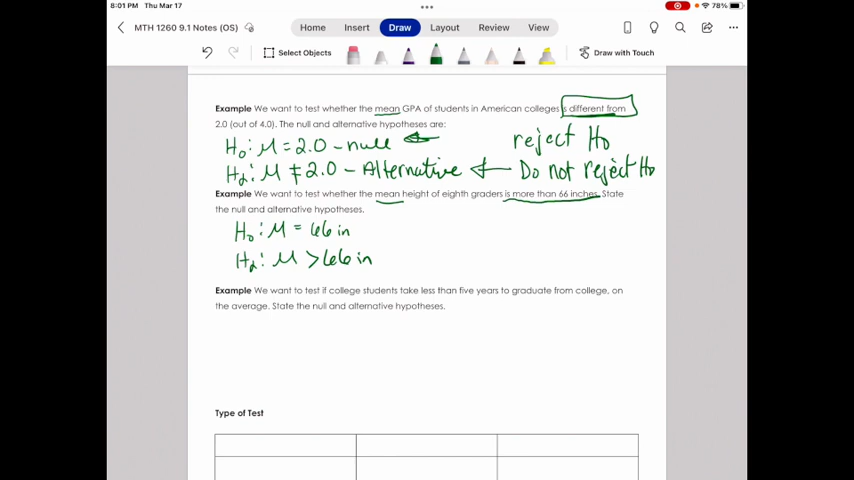 8:01 PM Thu Mar 17
78%
MTH 1260 9.1 Notes (OS)
Home Insert Draw Layout Review View
Select Objects
Draw with Touch
Example We want to test whether the mean GPA of students in American colleges is different from
2.0 (out of 4.0). The null and alternative hypotheses are:
H₀: μ = 2.0 - null
reject H₀
Hₐ: μ ≠ 2.0 - Alternative ← Do not reject H₀
Example We want to test whether the mean height of eighth graders is more than 66 inches. State
the null and alternative hypotheses.
H₀: μ = 66 in
Hₐ: μ > 66 in
Example We want to test if college students take less than five years to graduate from college, on
the average. State the null and alternative hypotheses.
Type of Test